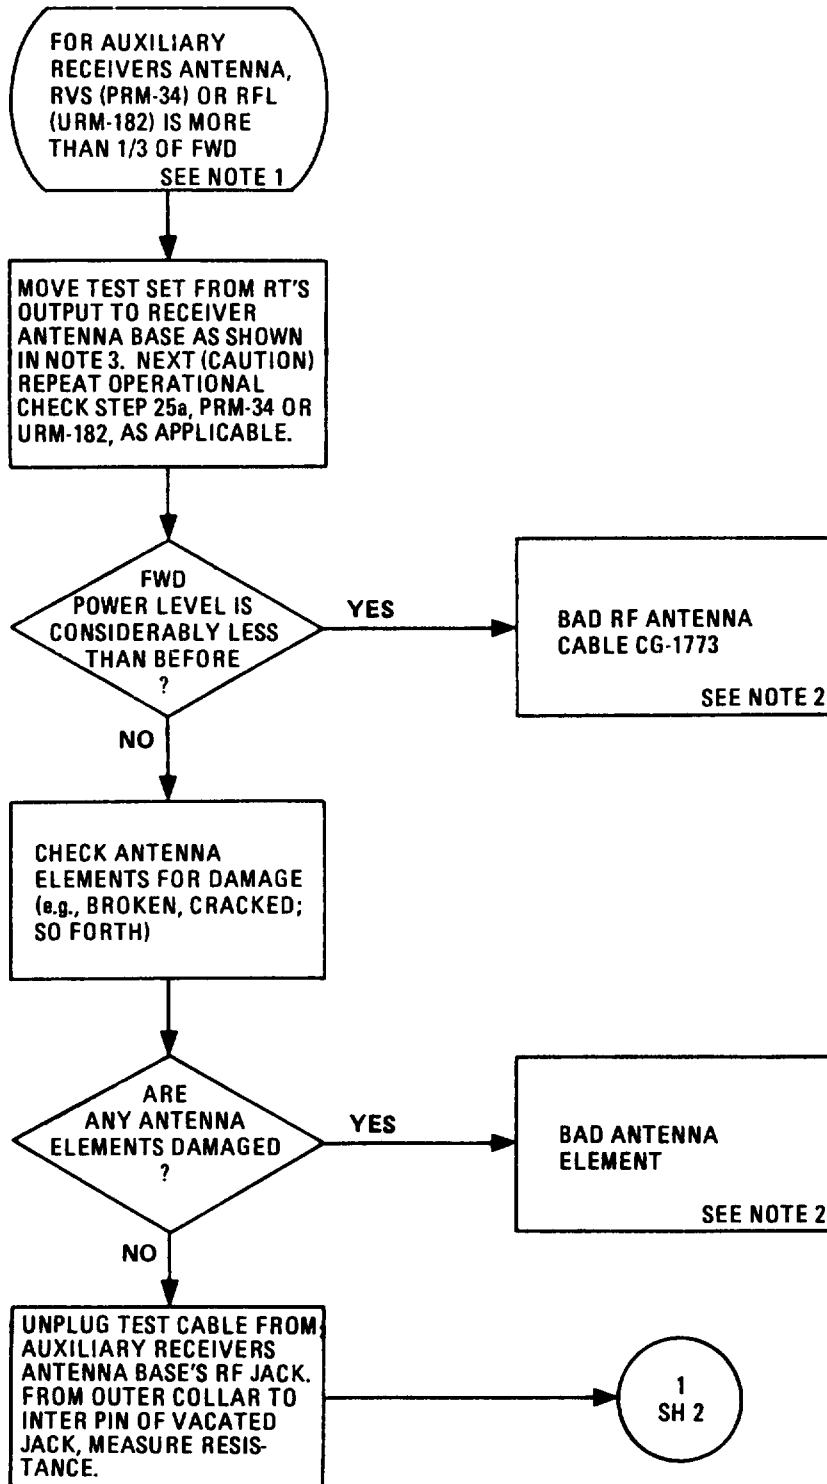 FOR AUXILIARY
RECEIVERS ANTENNA,
RVS (PRM-34) OR RFL
(URM-182) IS MORE
THAN 1/3 OF FWD
SEE NOTE 1
MOVE TEST SET FROM RT'S
OUTPUT TO RECEIVER
ANTENNA BASE AS SHOWN
IN NOTE 3. NEXT (CAUTION)
REPEAT OPERATIONAL
CHECK STEP 25a, PRM-34 OR
URM-182, AS APPLICABLE.
FWD
POWER LEVEL IS
CONSIDERABLY LESS
THAN BEFORE
?
YES
BAD RF ANTENNA
CABLE CG-1773
SEE NOTE 2
NO
CHECK ANTENNA
ELEMENTS FOR DAMAGE
(e.g., BROKEN, CRACKED;
SO FORTH)
ARE
ANY ANTENNA
ELEMENTS DAMAGED
?
YES
BAD ANTENNA
ELEMENT
SEE NOTE 2
NO
UNPLUG TEST CABLE FROM
AUXILIARY RECEIVERS
ANTENNA BASE'S RF JACK.
FROM OUTER COLLAR TO
INTER PIN OF VACATED
JACK, MEASURE RESIS-
TANCE.
1
SH 2